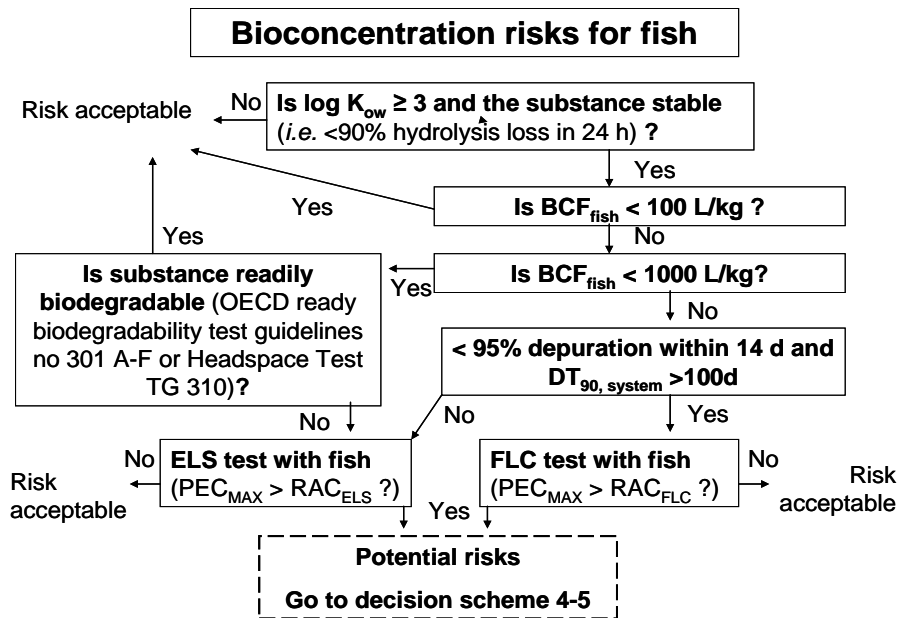 Bioconcentration risks for fish
Risk acceptable
No
Is log Kow ≥ 3 and the substance stable
(i.e. <90% hydrolysis loss in 24 h) ?
Yes
Yes
Is BCFfish < 100 L/kg ?
No
Yes
Is substance readily
biodegradable (OECD ready
biodegradability test guidelines
no 301 A-F or Headspace Test
TG 310)?
Yes
Is BCFfish < 1000 L/kg?
No
< 95% depuration within 14 d and
DT90, system >100d
No
No
Yes
No
ELS test with fish
(PECMAX > RACELS ?)
FLC test with fish
(PECMAX > RACFLC ?)
No
Risk
acceptable
Risk
acceptable
Yes
Potential risks
Go to decision scheme 4-5